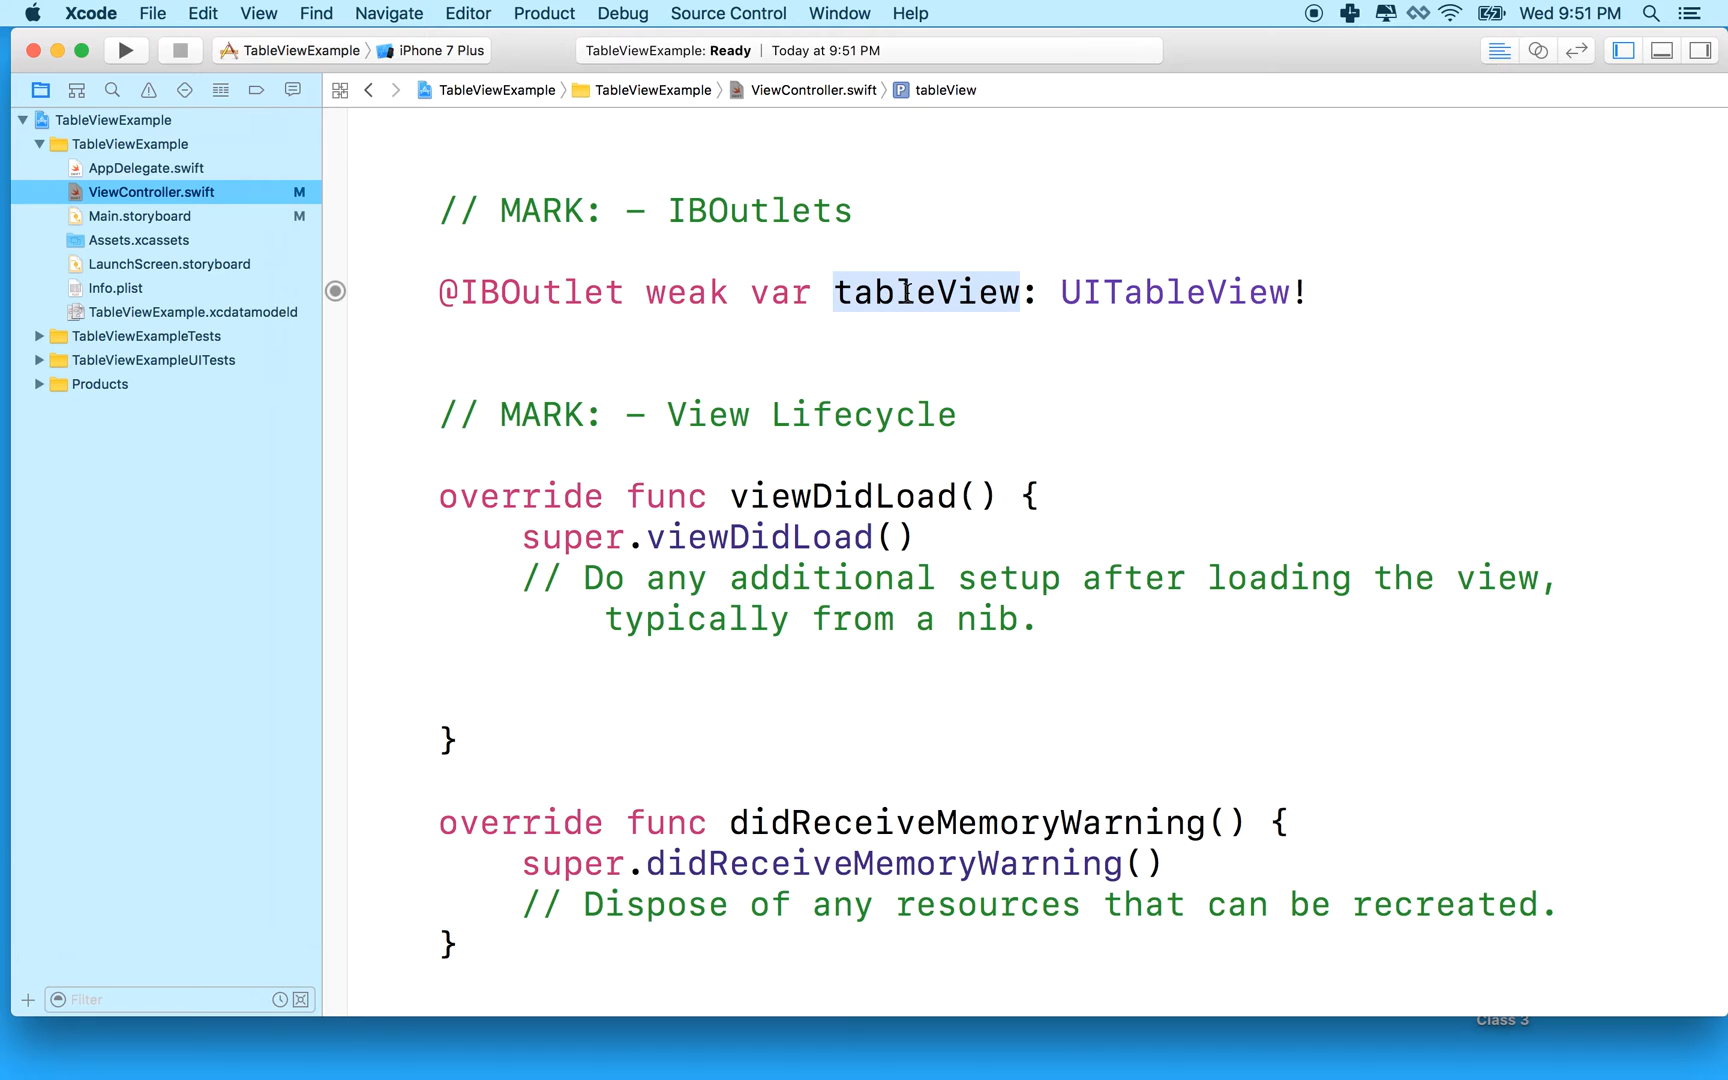 Xcode File Edit View Find Navigate Editor Product Debug Source Control Window Help Wed 9:51 PM
TableViewExample iPhone 7 Plus TableViewExample: Ready | Today at 9:51 PM
TableViewExample TableViewExample ViewController.swift P tableView
TableViewExample
TableViewExample
AppDelegate.swift
ViewController.swift M
Main.storyboard M
Assets.xcassets
LaunchScreen.storyboard
Info.plist
TableViewExample.xcdatamodeld
TableViewExampleTests
TableViewExampleUITests
Products
Filter
// MARK: - IBOutlets
@IBOutlet weak var tableView: UITableView!
// MARK: - View Lifecycle
override func viewDidLoad() {
super.viewDidLoad()
// Do any additional setup after loading the view,
typically from a nib.
}
override func didReceiveMemoryWarning() {
super.didReceiveMemoryWarning()
// Dispose of any resources that can be recreated.
}
Class 3